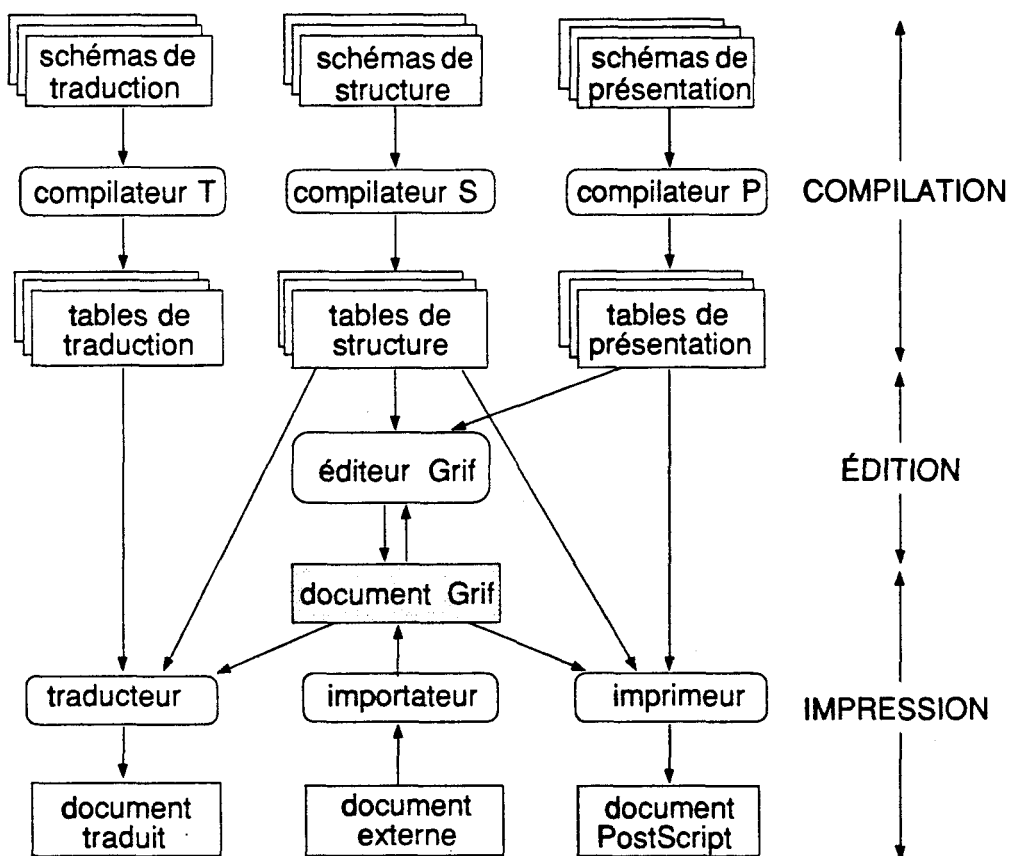 schémas de
traduction
schémas de
structure
schémas de
présentation
compilateur T
compilateur S
compilateur P
COMPILATION
tables de
traduction
tables de
structure
tables de
présentation
éditeur Grif
ÉDITION
document Grif
traducteur
importateur
imprimeur
IMPRESSION
document
traduit
document
externe
document
PostScript